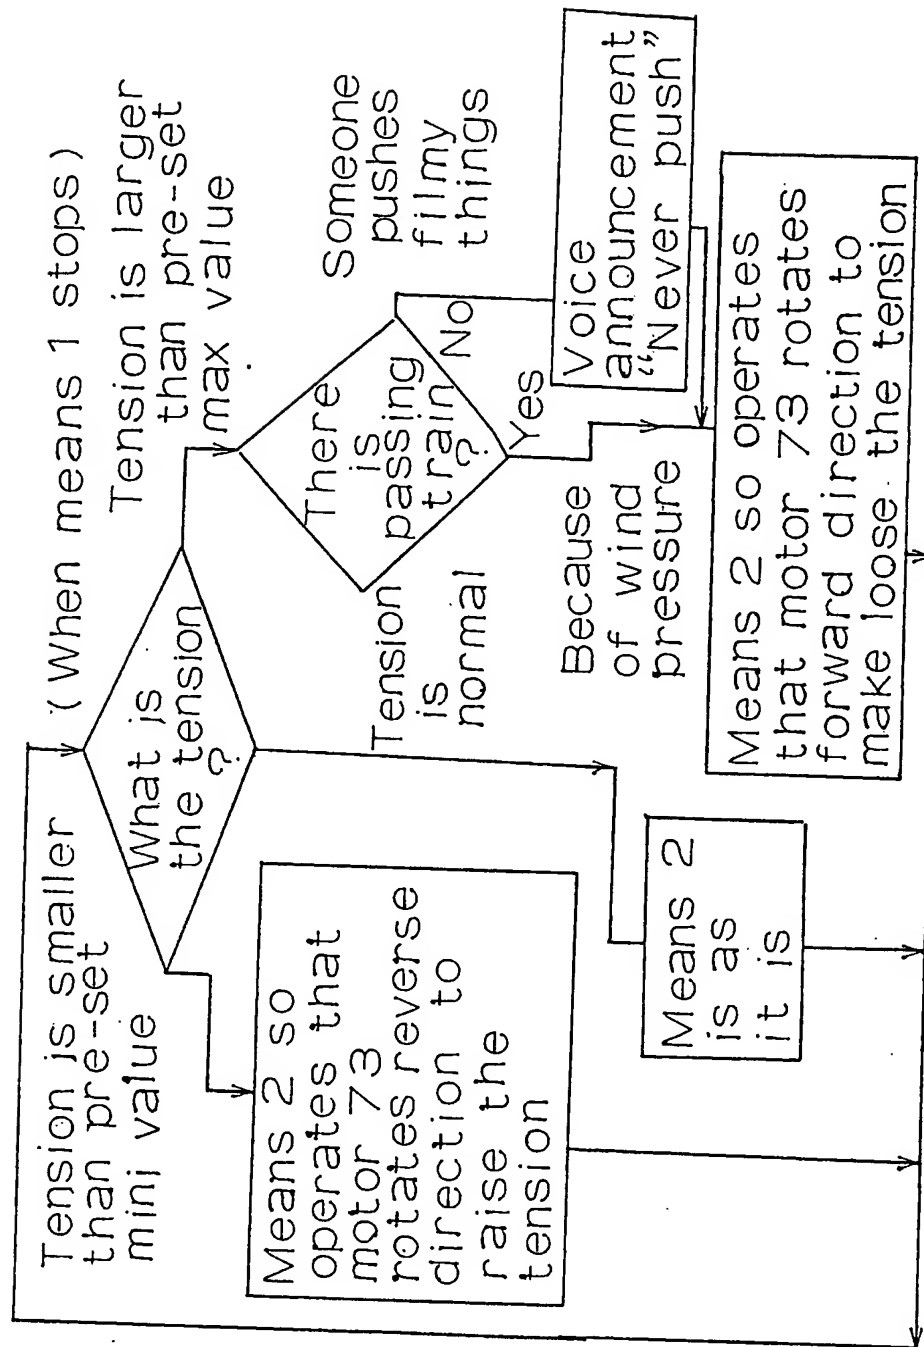 (When means 1 stops)
Tension is smaller
than pre-set
mini value
What is
the tension
?
Tension is larger
than pre-set
max value
Means 2 so
operates that
motor 73
rotates reverse
direction to
raise the
tension
Tension
is
normal
There
is
passing
train
?
No
Yes
Someone
pushes
filmy
things
Voice
announcement
“Never push”
Because
of wind
pressure
Means 2
is as
it is
Means 2 so operates
that motor 73 rotates
forward direction to
make loose the tension